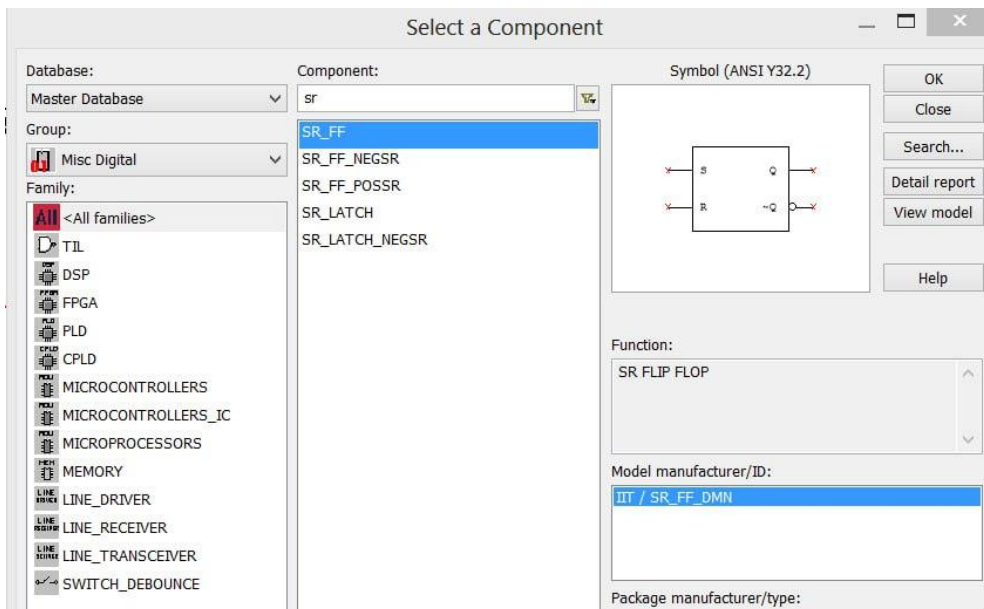 Select a Component
Database:
Master Database
Group:
Misc Digital
Family:
All <All families>
TIL
DSP
FPGA
PLD
CPLD
MICROCONTROLLERS
MICROCONTROLLERS_IC
MICROPROCESSORS
MEMORY
LINE_DRIVER
LINE_RECEIVER
LINE_TRANSCEIVER
SWITCH_DEBOUNCE
Component:
sr
SR_FF
SR_FF_NEGSR
SR_FF_POSSR
SR_LATCH
SR_LATCH_NEGSR
Symbol (ANSI Y32.2)
S Q
R ~Q
Function:
SR FLIP FLOP
Model manufacturer/ID:
IIT / SR_FF_DMN
Package manufacturer/type:
OK
Close
Search...
Detail report
View model
Help